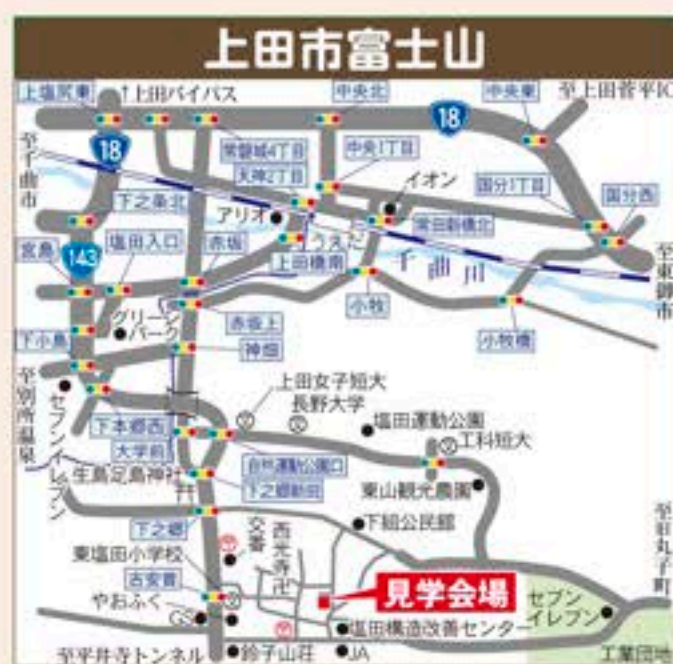 上田市富士山
上塩尻東
↑上田バイパス
中央北
18
中央東
至上田菅平IC
至千曲市
18
常磐城4丁目
天神2丁目
中央1丁目
イオン
国分1丁目
国分西
下之条北
アリオ
うえだ
常田新橋北
宮島
143
塩田入口
赤坂
上田橋南
千曲川
至東御市
小牧
小牧橋
グリーンパーク
赤坂上
下小島
神畑
至別所温泉
セブンイレブン
上田女子短大
長野大学
塩田運動公園
工科短大
下本郷西
大学前
自然運動公園口
生島足島神社
下之郷新田
東山観光農園
下之郷
交番
西光寺卍
下組公民館
至旧丸子町
東塩田小学校
古安曽
見学会場
やおふく
GS
塩田構造改善センター
セブンイレブン
至平井寺トンネル
鈴子山荘
JA
工業団地